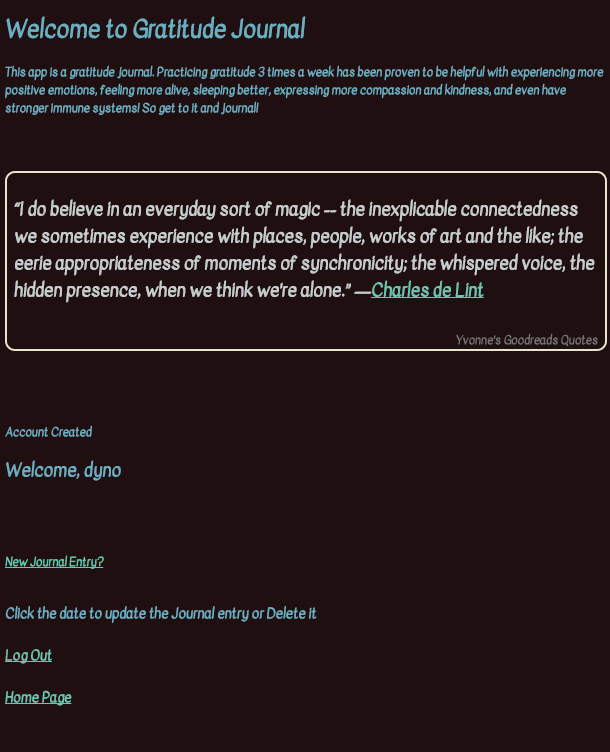 Welcome to Gratitude Journal
This app is a gratitude journal. Practicing gratitude 3 times a week has been proven to be helpful with experiencing more
positive emotions, feeling more alive, sleeping better, expressing more compassion and kindness, and even have
stronger immune systems! So get to it and journal!
"I do believe in an everyday sort of magic -- the inexplicable connectedness
we sometimes experience with places, people, works of art and the like; the
eerie appropriateness of moments of synchronicity; the whispered voice, the
hidden presence, when we think we're alone." —Charles de Lint
Yvonne's Goodreads Quotes
Account Created
Welcome, dyno
New Journal Entry?
Click the date to update the Journal entry or Delete it
Log Out
Home Page